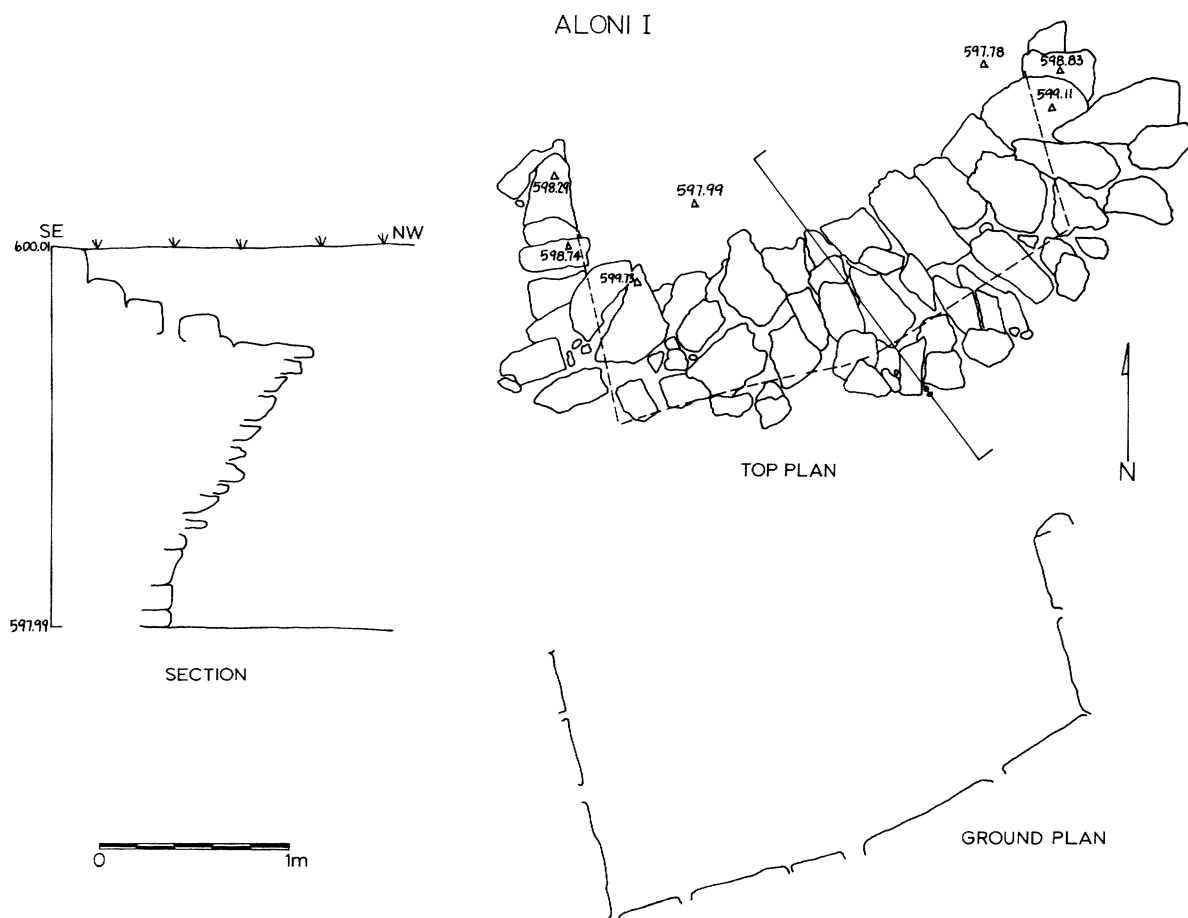 ALONI I
597.78
598.83
599.11
598.29
597.99
598.74
599.73
SE
NW
600.01
597.99
SECTION
TOP PLAN
N
GROUND PLAN
0
1m